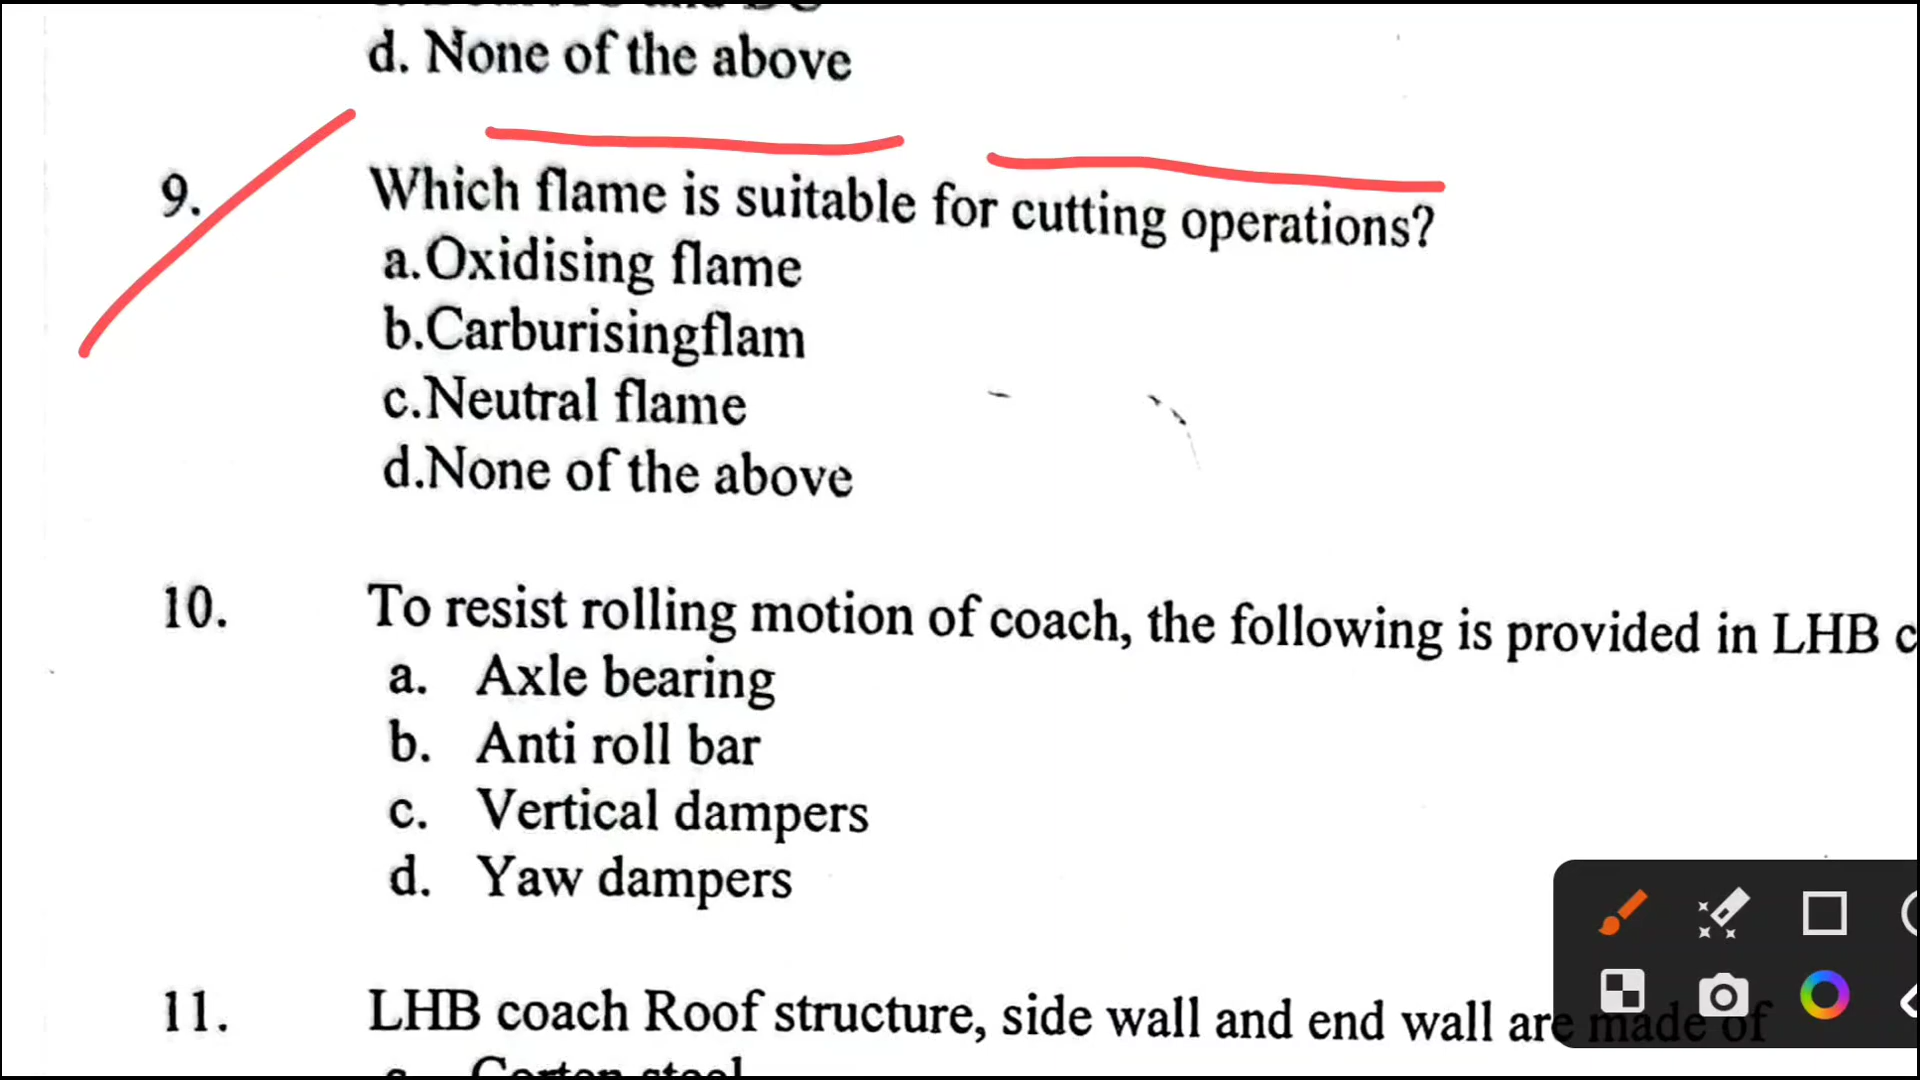 d. None of the above
9. Which flame is suitable for cutting operations?
a. Oxidising flame
b.Carburisingflam
c.Neutral flame
d.None of the above
10. To resist rolling motion of coach, the following is provided in LHB c
a. Axle bearing
b. Anti roll bar
c. Vertical dampers
d. Yaw dampers
11. LHB coach Roof structure, side wall and end wall are made of
Corten steel